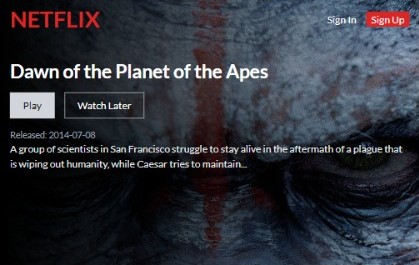 NETFLIX
Sign In Sign Up
Dawn of the Planet of the Apes
Play Watch Later
Released: 2014-07-08
A group of scientists in San Francisco struggle to stay alive in the aftermath of a plague that
is wiping out humanity, while Caesar tries to maintain...